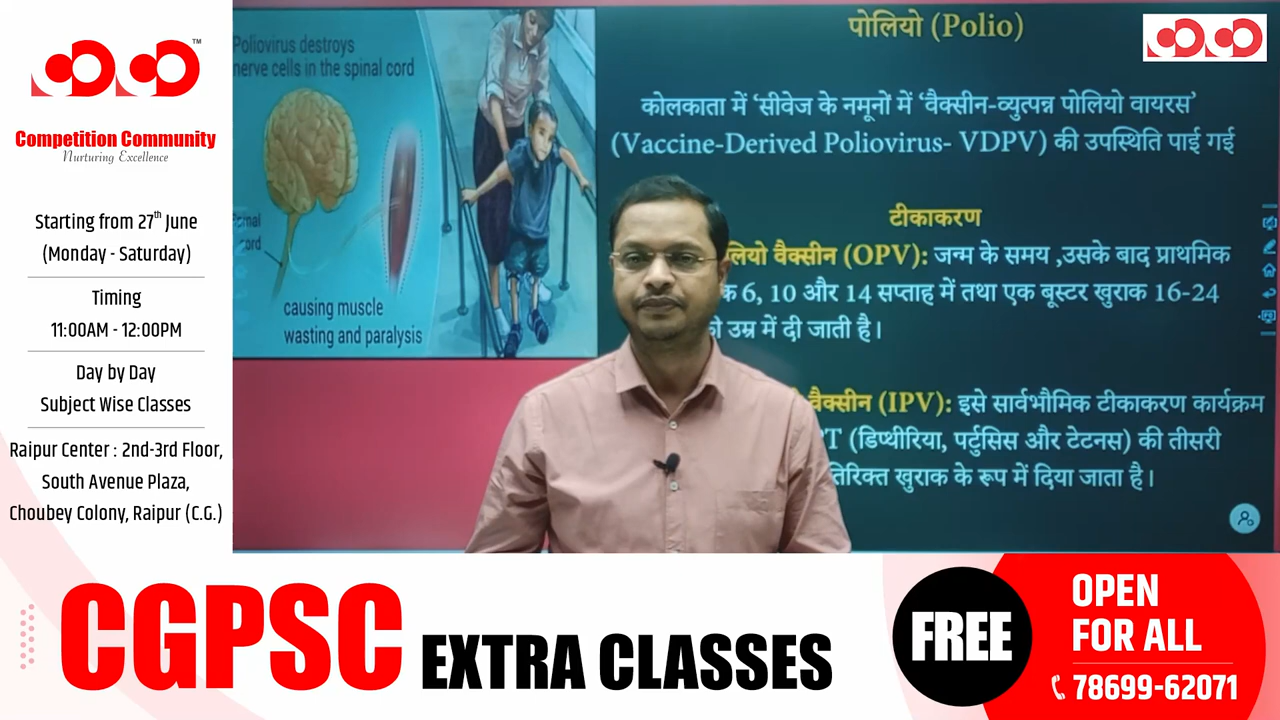 TM
Competition Community
Nurturing Excellence
Starting from 27th June
(Monday - Saturday)
Timing
11:00AM - 12:00PM
Day by Day
Subject Wise Classes
Raipur Center : 2nd-3rd Floor,
South Avenue Plaza,
Choubey Colony, Raipur (C.G.)
Poliovirus destroys
nerve cells in the spinal cord
causing muscle
wasting and paralysis
पोलियो (Polio)
कोलकाता में ‘सीवेज के नमूनों में ‘वैक्सीन-व्युत्पन्न पोलियो वायरस’
(Vaccine-Derived Poliovirus- VDPV) की उपस्थिति पाई गई
टीकाकरण
वैक्सीन (OPV): जन्म के समय ,उसके बाद प्राथमिक
6, 10 और 14 सप्ताह में तथा एक बूस्टर खुराक 16-24
उम्र में दी जाती है।
वैक्सीन (IPV): इसे सार्वभौमिक टीकाकरण कार्यक्रम
(डिप्थीरिया, पर्टुसिस और टेटनस) की तीसरी
खुराक के रूप में दिया जाता है।
CGPSC EXTRA CLASSES
FREE
OPEN
FOR ALL
78699-62071